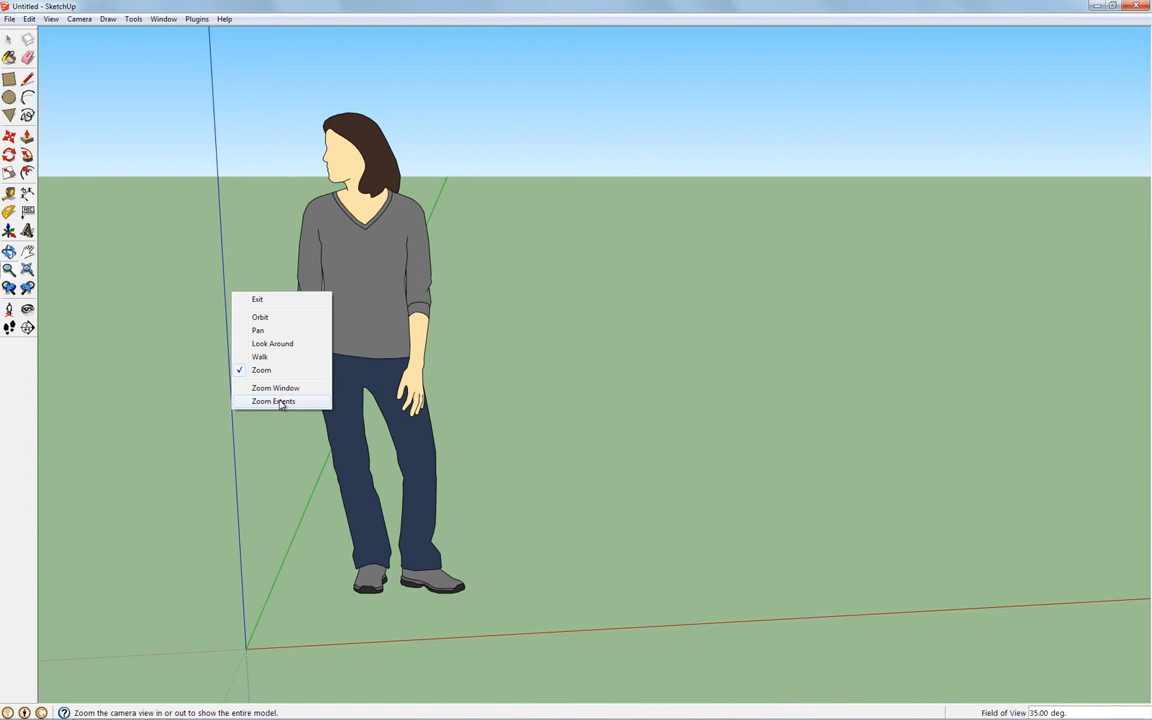 Untitled - SketchUp
File Edit View Camera Draw Tools Window Plugins Help
Exit
Orbit
Pan
Look Around
Walk
✓ Zoom
Zoom Window
Zoom Extents
Zoom the camera view in or out to show the entire model.
Field of View 35.00 deg.